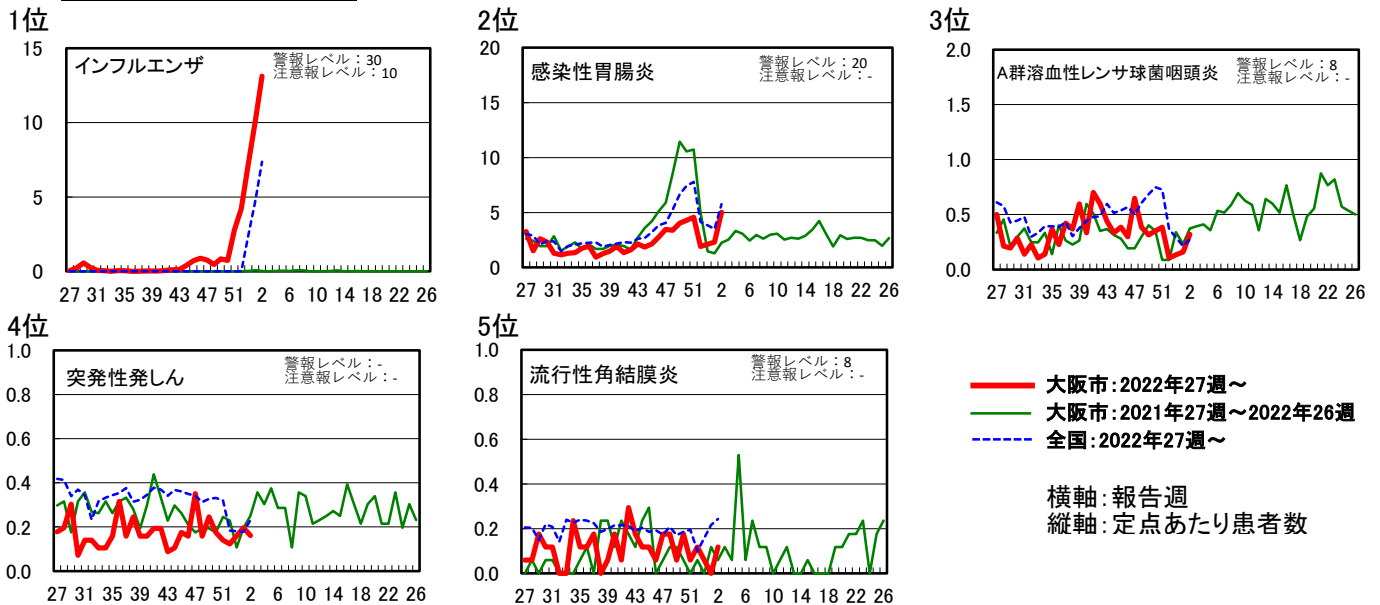 1位
インフルエンザ
警報レベル：30
注意報レベル：10
15
10
5
0
27 31 35 39 43 47 51 2 6 10 14 18 22 26
2位
感染性胃腸炎
警報レベル：20
注意報レベル：-
20
15
10
5
0
27 31 35 39 43 47 51 2 6 10 14 18 22 26
3位
A群溶血性レンサ球菌咽頭炎
警報レベル：8
注意報レベル：-
2.0
1.5
1.0
0.5
0.0
27 31 35 39 43 47 51 2 6 10 14 18 22 26
4位
突発性発しん
警報レベル：-
注意報レベル：-
1.0
0.8
0.6
0.4
0.2
0.0
27 31 35 39 43 47 51 2 6 10 14 18 22 26
5位
流行性角結膜炎
警報レベル：8
注意報レベル：-
1.0
0.8
0.6
0.4
0.2
0.0
27 31 35 39 43 47 51 2 6 10 14 18 22 26
大阪市：2022年27週～
大阪市：2021年27週～2022年26週
全国：2022年27週～
横軸：報告週
縦軸：定点あたり患者数